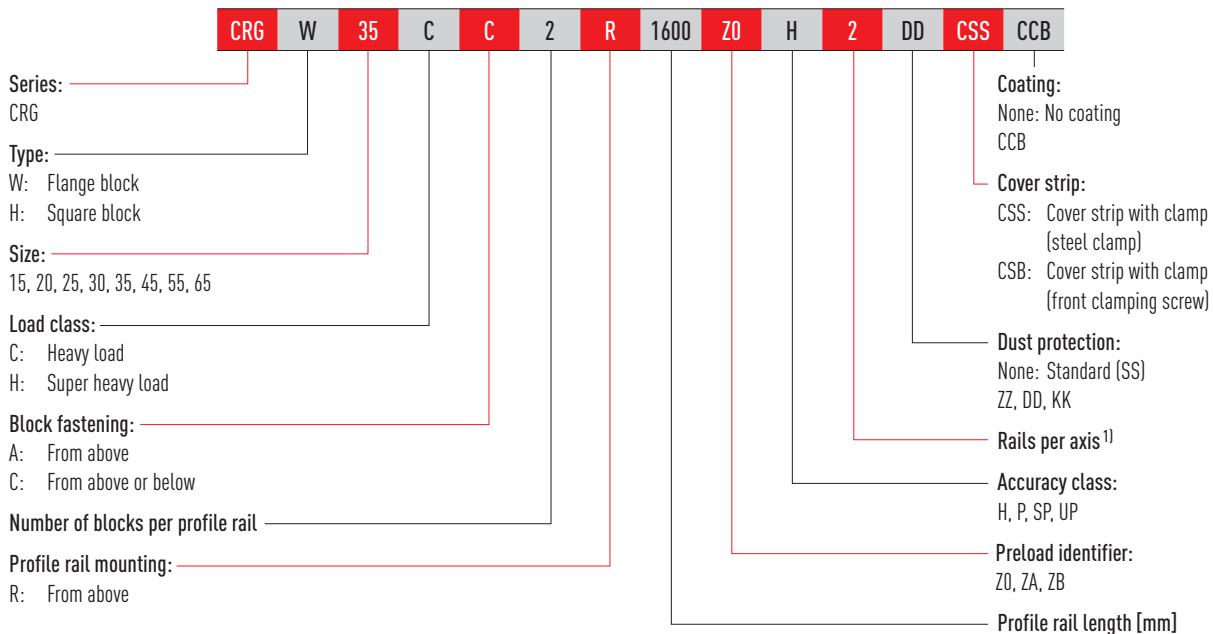 CRG W 35 C C 2 R 1600 Z0 H 2 DD CSS CCB
Series:
CRG
Type:
W: Flange block
H: Square block
Size:
15, 20, 25, 30, 35, 45, 55, 65
Load class:
C: Heavy load
H: Super heavy load
Block fastening:
A: From above
C: From above or below
Number of blocks per profile rail
Profile rail mounting:
R: From above
Coating:
None: No coating
CCB
Cover strip:
CSS: Cover strip with clamp
(steel clamp)
CSB: Cover strip with clamp
(front clamping screw)
Dust protection:
None: Standard (SS)
ZZ, DD, KK
Rails per axis 1)
Accuracy class:
H, P, SP, UP
Preload identifier:
Z0, ZA, ZB
Profile rail length [mm]